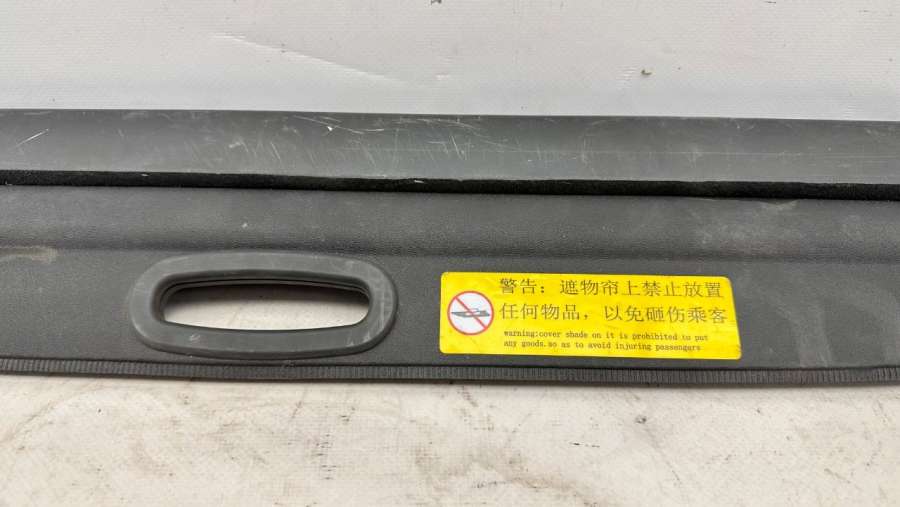 警告：遮物帘上禁止放置
任何物品，以免砸伤乘客
warning:cover shade on it is prohibited to put
any goods.so as to avoid injuring passengers